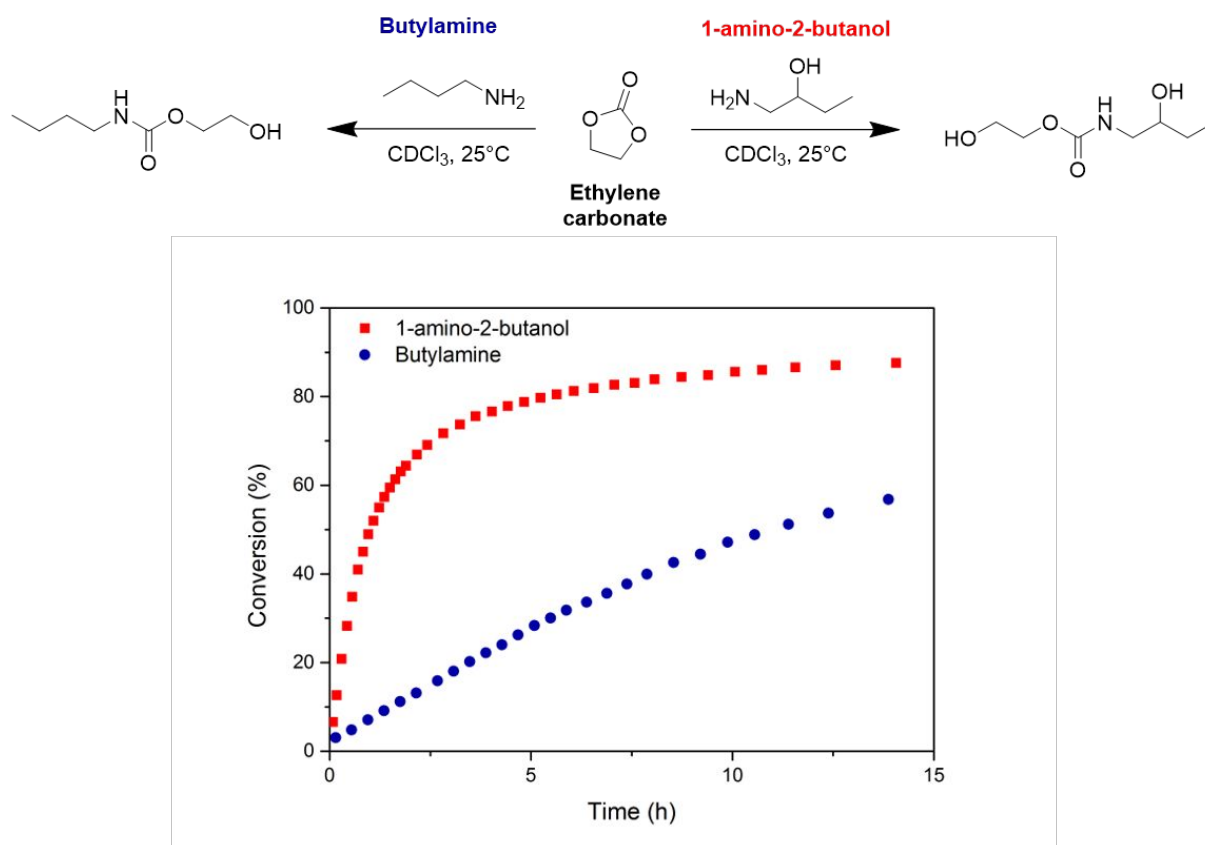 Butylamine
1-amino-2-butanol
O
OH
H
N
O
OH
O
NH2
O
O
H2N
OH
HO
O
H
N
O
CDCl3, 25°C
CDCl3, 25°C
Ethylene
carbonate
100
80
60
40
20
0
Conversion (%)
1-amino-2-butanol
Butylamine
0
5
10
15
Time (h)